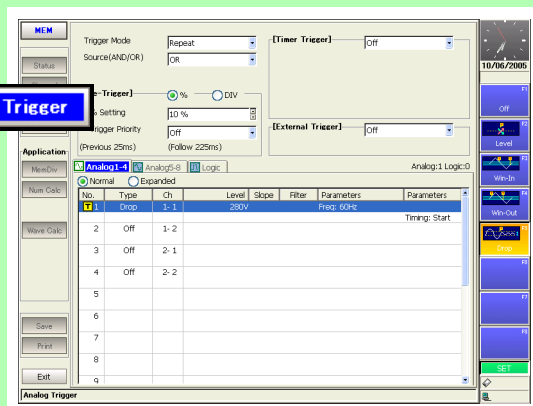 MEM
Status
Trigger
Application
MemDiv
Num Calc
Wave Calc
Save
Print
Exit
Trigger Mode
Repeat
Source(AND/OR)
OR
Trigger]
%
DIV
Setting
10 %
Trigger Priority
Off
(Previous 25ms)
(Follow 225ms)
[Timer Trigger]
Off
[External Trigger]
Off
Analog1-4
Analog5-8
Logic
Analog:1 Logic:0
Normal
Expanded
No. Type Ch Level Slope Filter Parameters Parameters
T 1 Drop 1- 1 280V Freq: 60Hz
Timing: Start
2 Off 1- 2
3 Off 2- 1
4 Off 2- 2
5
6
7
8
9
Analog Trigger
10/06/2005
F1
Off
F2
Level
F3
Win-In
F4
Win-Out
F5
Drop
F6
F7
F8
SET